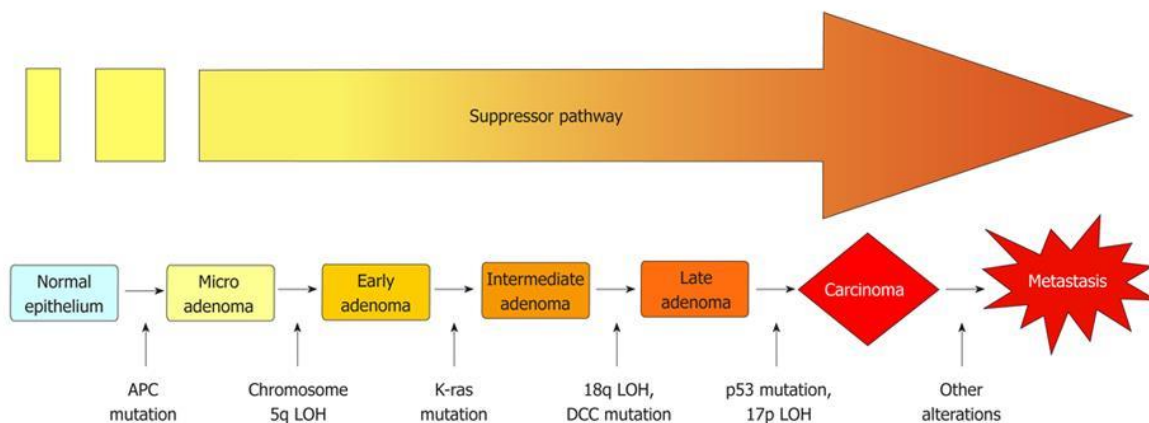 Suppressor pathway
Normal
epithelium
Micro
adenoma
Early
adenoma
Intermediate
adenoma
Late
adenoma
Carcinoma
Metastasis
APC
mutation
Chromosome
5q LOH
K-ras
mutation
18q LOH,
DCC mutation
p53 mutation,
17p LOH
Other
alterations